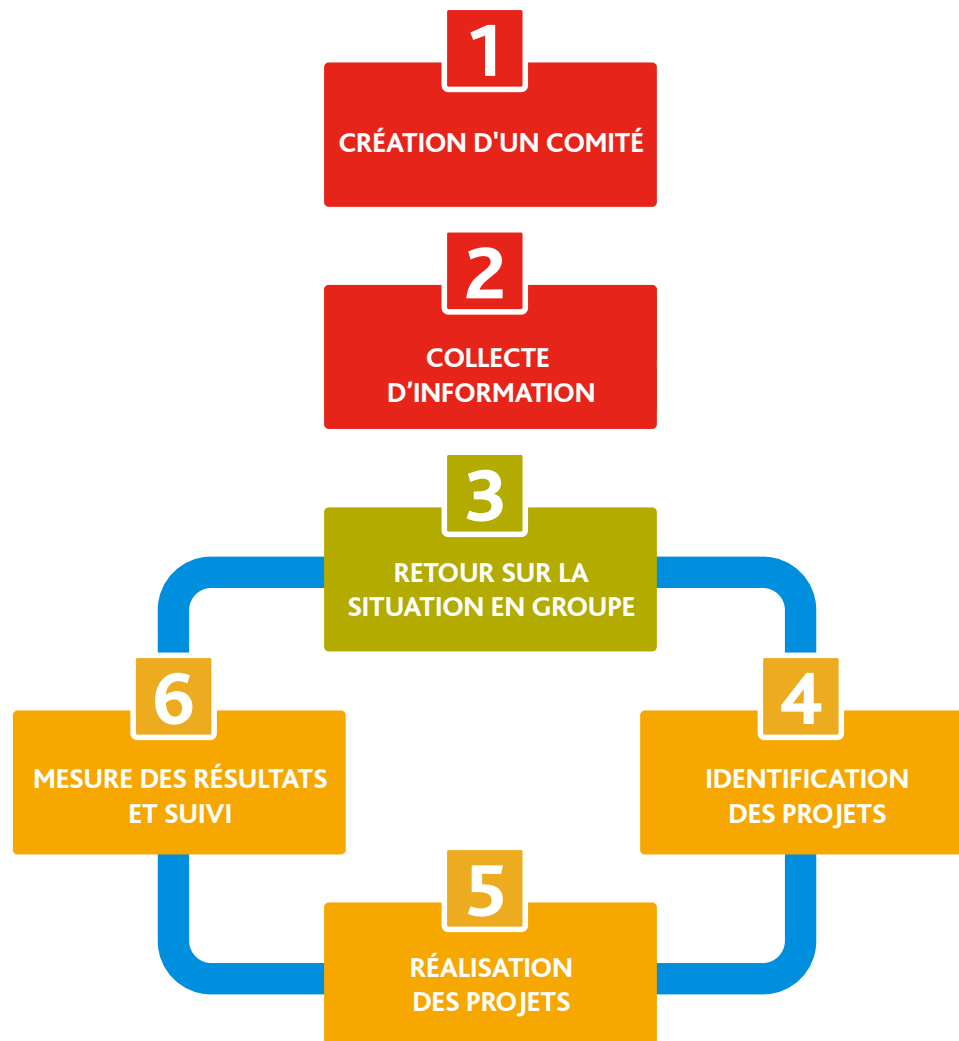 1
CRÉATION D'UN COMITÉ
2
COLLECTE
D’INFORMATION
3
RETOUR SUR LA
SITUATION EN GROUPE
4
IDENTIFICATION
DES PROJETS
5
RÉALISATION
DES PROJETS
6
MESURE DES RÉSULTATS
ET SUIVI